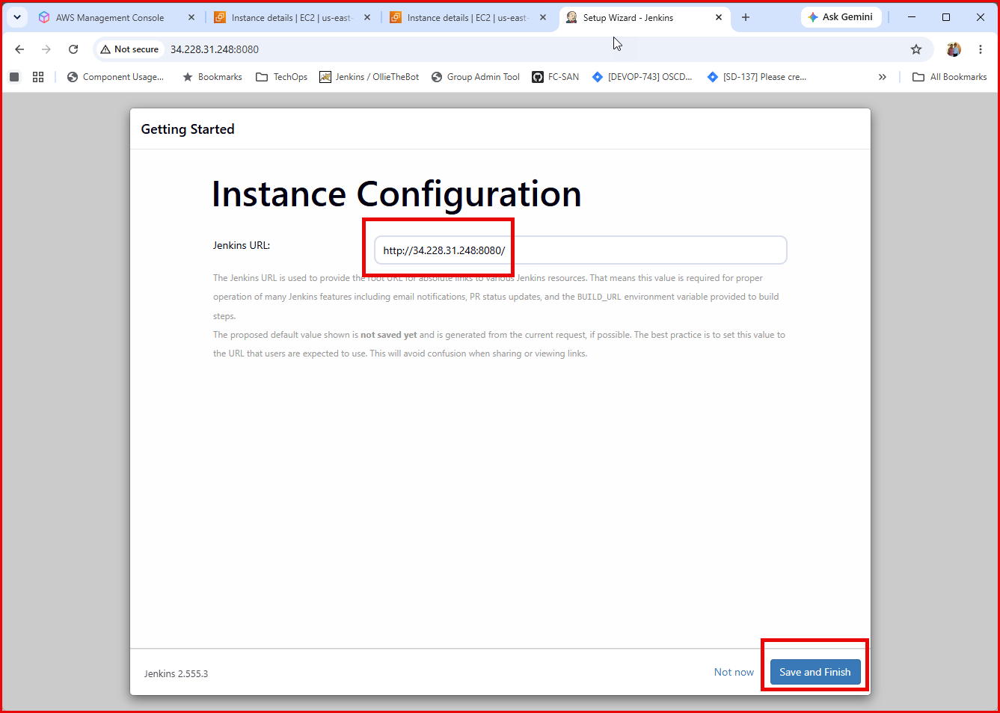 AWS Management Console
Instance details | EC2 | us-east-
Instance details | EC2 | us-east-
Setup Wizard - Jenkins
Ask Gemini
Not secure
34.228.31.248:8080
Component Usage...
Bookmarks
TechOps
Jenkins / OllieTheBot
Group Admin Tool
FC-SAN
[DEVOP-743] OSCD...
[SD-137] Please cre...
All Bookmarks
Getting Started
Instance Configuration
Jenkins URL:
http://34.228.31.248:8080/
The Jenkins URL is used to provide the root URL for absolute links to various Jenkins resources. That means this value is required for proper
operation of many Jenkins features including email notifications, PR status updates, and the BUILD_URL environment variable provided to build
steps.
The proposed default value shown is not saved yet and is generated from the current request, if possible. The best practice is to set this value to
the URL that users are expected to use. This will avoid confusion when sharing or viewing links.
Jenkins 2.555.3
Not now
Save and Finish